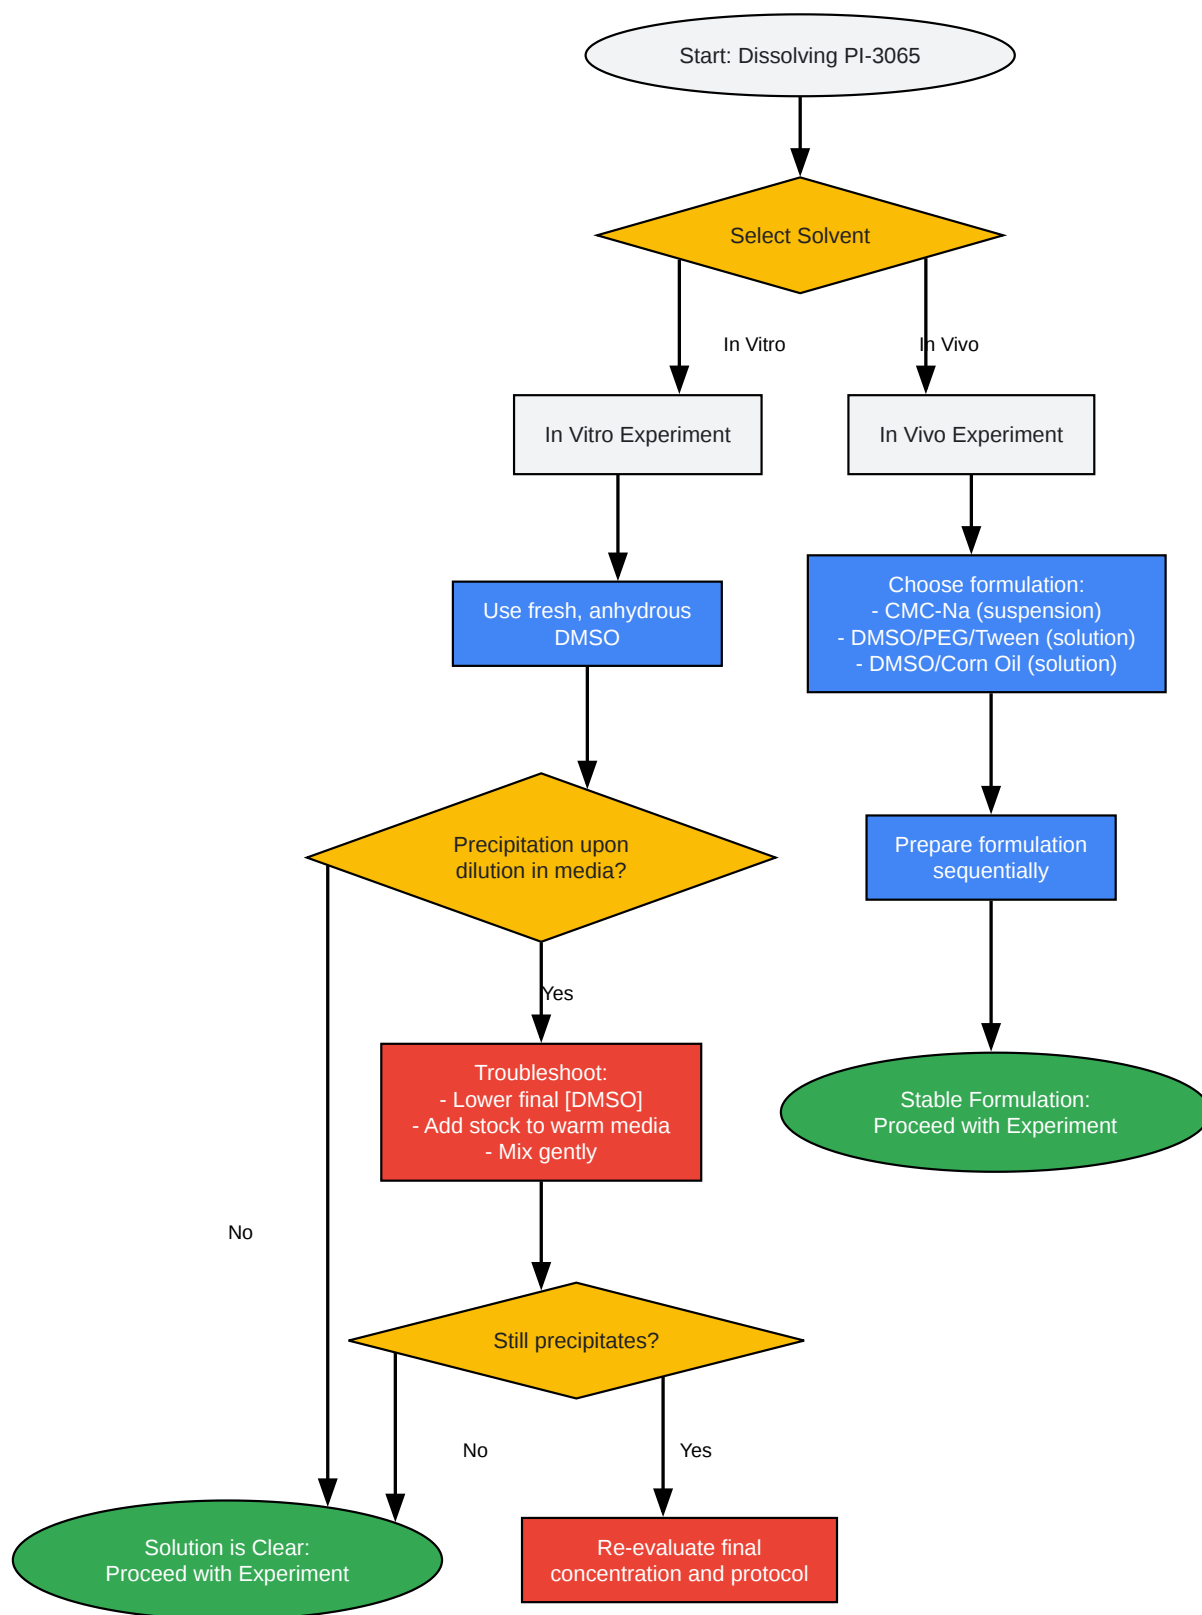 Start: Dissolving PI-3065
Select Solvent
In Vitro
In Vivo
In Vitro Experiment
In Vivo Experiment
Use fresh, anhydrous
DMSO
Choose formulation:
- CMC-Na (suspension)
- DMSO/PEG/Tween (solution)
- DMSO/Corn Oil (solution)
Precipitation upon
dilution in media?
Prepare formulation
sequentially
Yes
Troubleshoot:
- Lower final [DMSO]
- Add stock to warm media
- Mix gently
Stable Formulation:
Proceed with Experiment
No
Still precipitates?
No
Yes
Solution is Clear:
Proceed with Experiment
Re-evaluate final
concentration and protocol